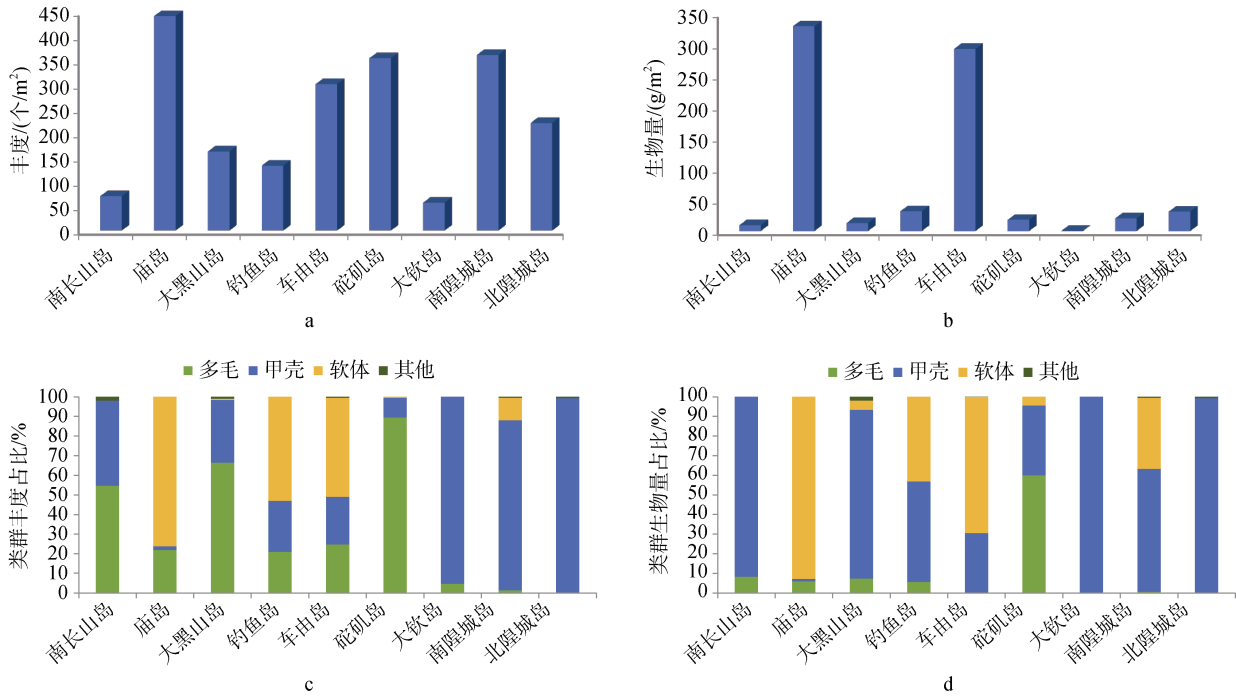 450
400
350
300
250
200
150
100
50
0
丰度/(个/m²)
南长山岛
庙岛
大黑山岛
钓鱼岛
车由岛
砣矶岛
大钦岛
南隍城岛
北隍城岛
a
350
300
250
200
150
100
50
0
生物量/(g/m²)
南长山岛
庙岛
大黑山岛
钓鱼岛
车由岛
砣矶岛
大钦岛
南隍城岛
北隍城岛
b
多毛 甲壳 软体 其他
100
90
80
70
60
50
40
30
20
10
0
类群丰度占比/%
南长山岛
庙岛
大黑山岛
钓鱼岛
车由岛
砣矶岛
大钦岛
南隍城岛
北隍城岛
c
多毛 甲壳 软体 其他
100
90
80
70
60
50
40
30
20
10
0
类群生物量占比/%
南长山岛
庙岛
大黑山岛
钓鱼岛
车由岛
砣矶岛
大钦岛
南隍城岛
北隍城岛
d